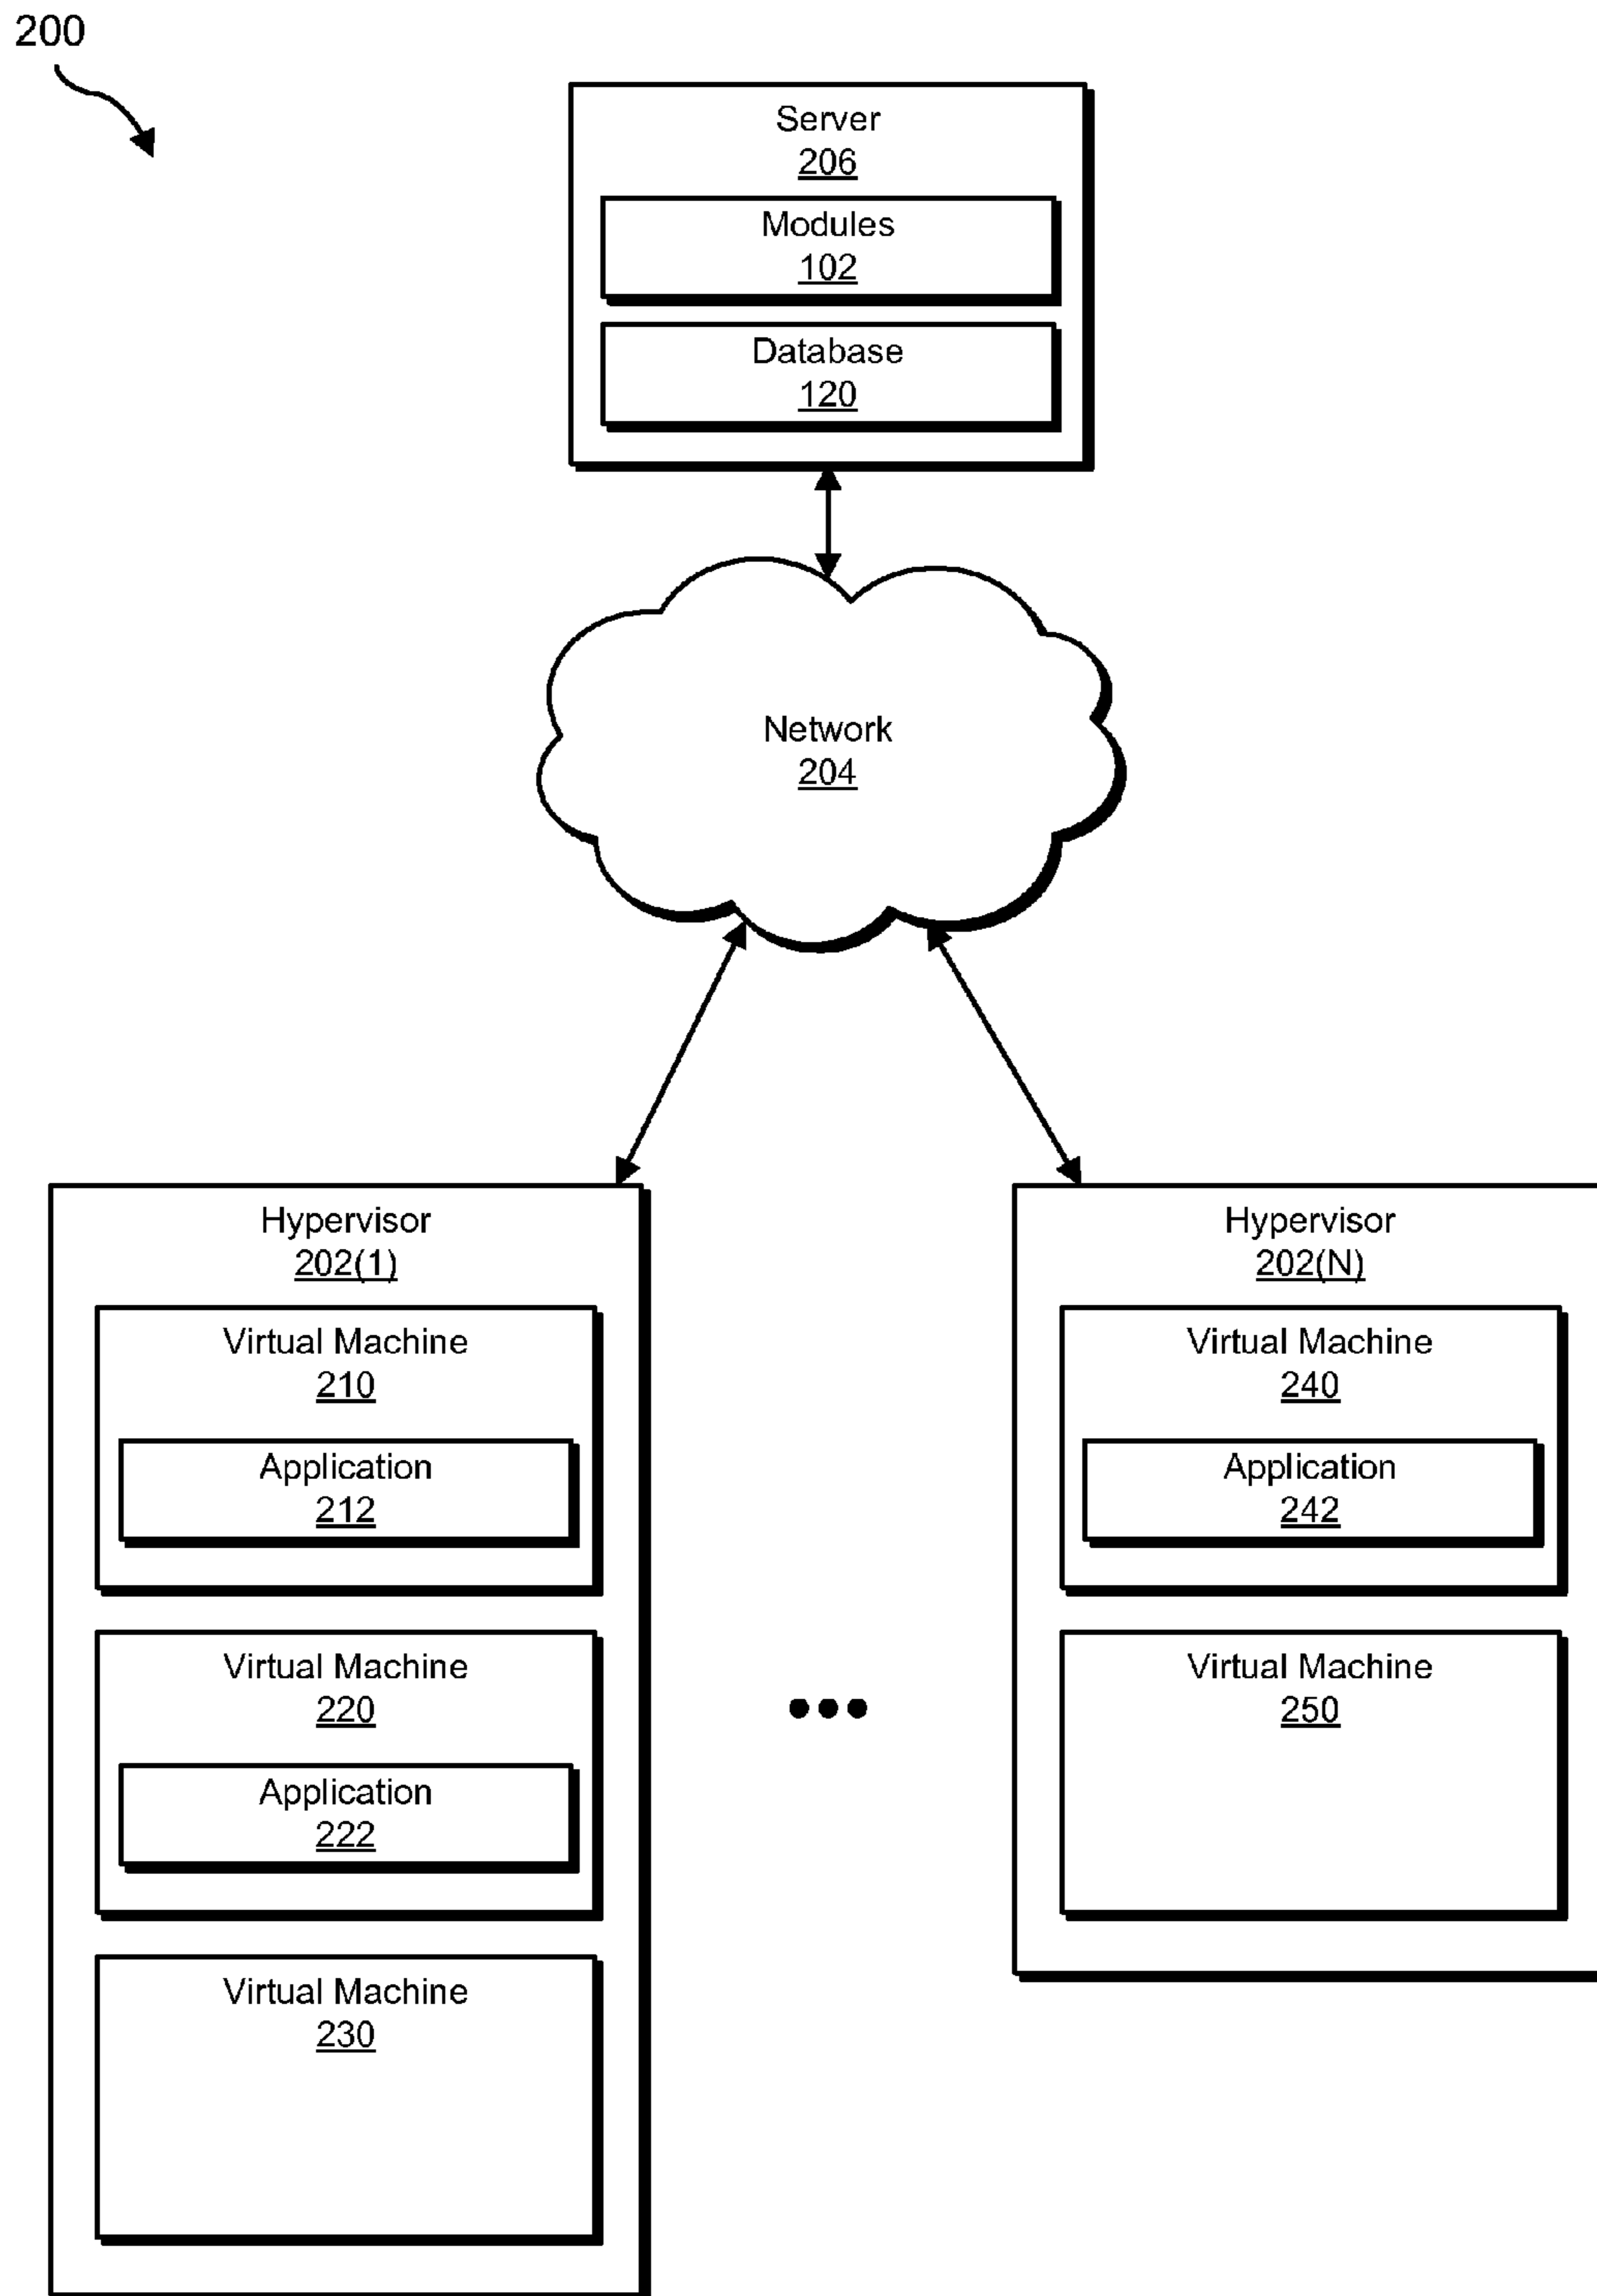 200
Server
206
Modules
102
Database
120
Network
204
Hypervisor
202(1)
Virtual Machine
210
Application
212
Virtual Machine
220
Application
222
Virtual Machine
230
Hypervisor
202(N)
Virtual Machine
240
Application
242
Virtual Machine
250